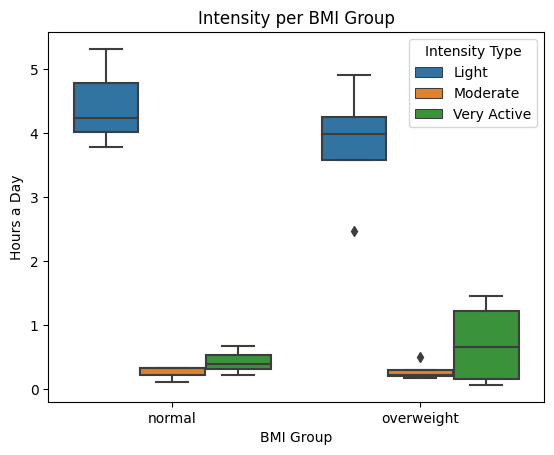 Intensity per BMI Group
Intensity Type
Light
Moderate
Very Active
Hours a Day
5
4
3
2
1
0
normal
overweight
BMI Group